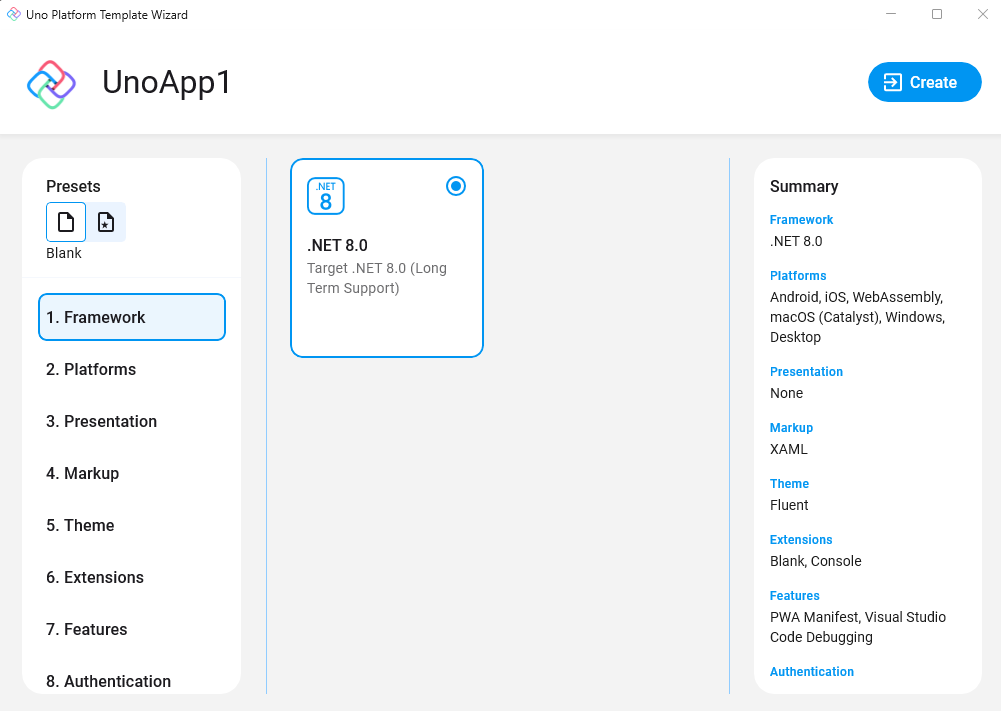 Uno Platform Template Wizard
UnoApp1
Create
Presets
Blank
1. Framework
2. Platforms
3. Presentation
4. Markup
5. Theme
6. Extensions
7. Features
8. Authentication
.NET
8
.NET 8.0
Target .NET 8.0 (Long
Term Support)
Summary
Framework
.NET 8.0
Platforms
Android, iOS, WebAssembly,
macOS (Catalyst), Windows,
Desktop
Presentation
None
Markup
XAML
Theme
Fluent
Extensions
Blank, Console
Features
PWA Manifest, Visual Studio
Code Debugging
Authentication